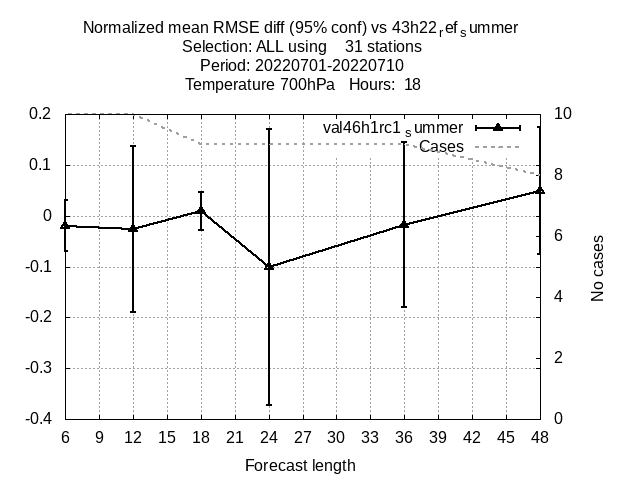 Normalized mean RMSE diff (95% conf) vs 43h22refsummer
Selection: ALL using 31 stations
Period: 20220701-20220710
Temperature 700hPa Hours: 18
val46h1rc1summer
Cases
0.2
0.1
0
-0.1
-0.2
-0.3
-0.4
10
8
6
4
2
0
No cases
6 9 12 15 18 21 24 27 30 33 36 39 42 45 48
Forecast length